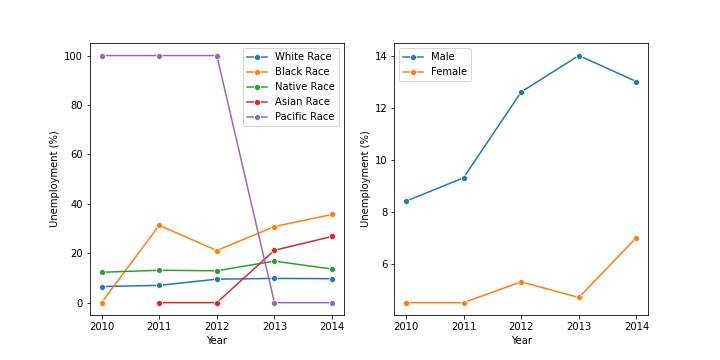 100
80
60
40
20
0
Unemployment (%)
2010 2011 2012 2013 2014
Year
White Race
Black Race
Native Race
Asian Race
Pacific Race
14
12
10
8
6
Unemployment (%)
2010 2011 2012 2013 2014
Year
Male
Female